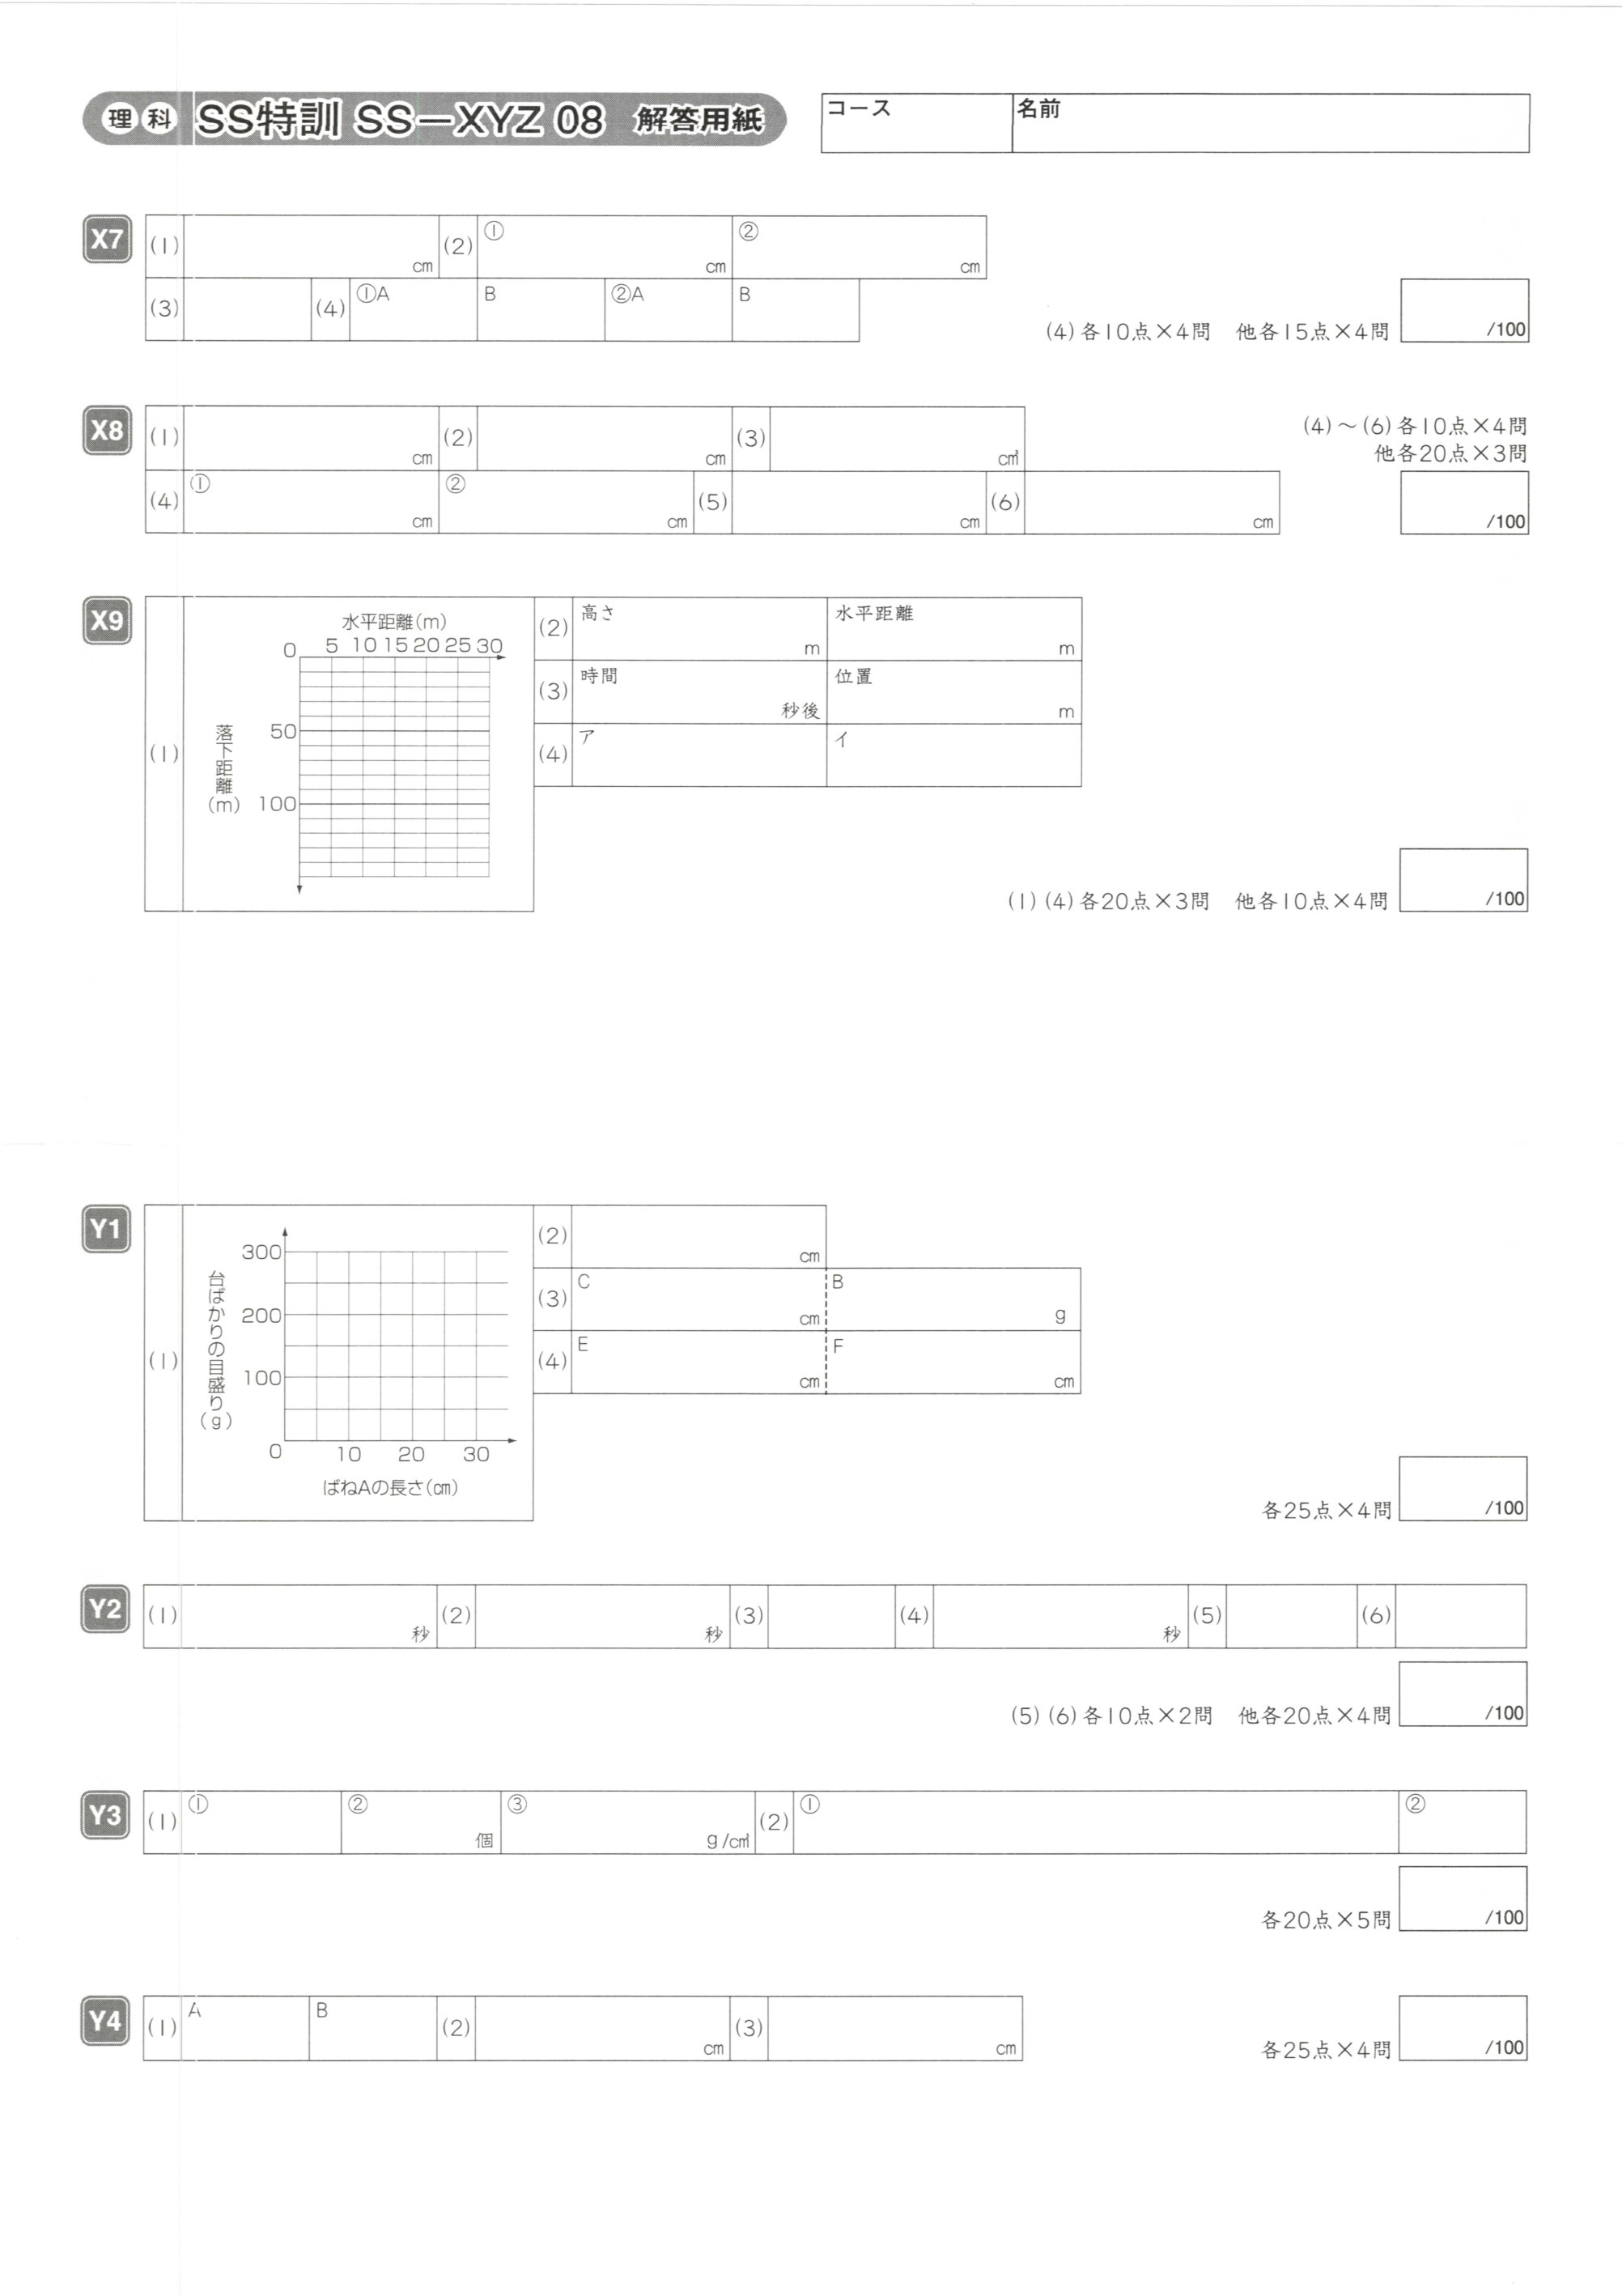 理科 SS特訓 SS－XYZ 08 解答用紙
コース 名前
X7
(1) cm (2) ① cm ② cm
(3) (4) ①A B ②A B
(4)各10点×4問 他各15点×4問 /100
X8
(1) cm (2) cm (3) c㎡
(4)～(6)各10点×4問
他各20点×3問
(4) ① cm ② cm (5) cm (6) cm
/100
X9
(1)
水平距離(m)
0 5 10 15 20 25 30
50
100
落下距離(m)
(2) 高さ m 水平距離 m
(3) 時間 秒後 位置 m
(4) ア イ
(1)(4)各20点×3問 他各10点×4問 /100
Y1
(1)
300
200
100
0 10 20 30
台ばかりの目盛り(g)
ばねAの長さ(cm)
(2) cm
(3) C cm B g
(4) E cm F cm
各25点×4問 /100
Y2
(1) 秒 (2) 秒 (3) (4) 秒 (5) (6)
(5)(6)各10点×2問 他各20点×4問 /100
Y3
(1) ① ② 個 ③ g/c㎡ (2) ① ②
各20点×5問 /100
Y4
(1) A B (2) cm (3) cm
各25点×4問 /100